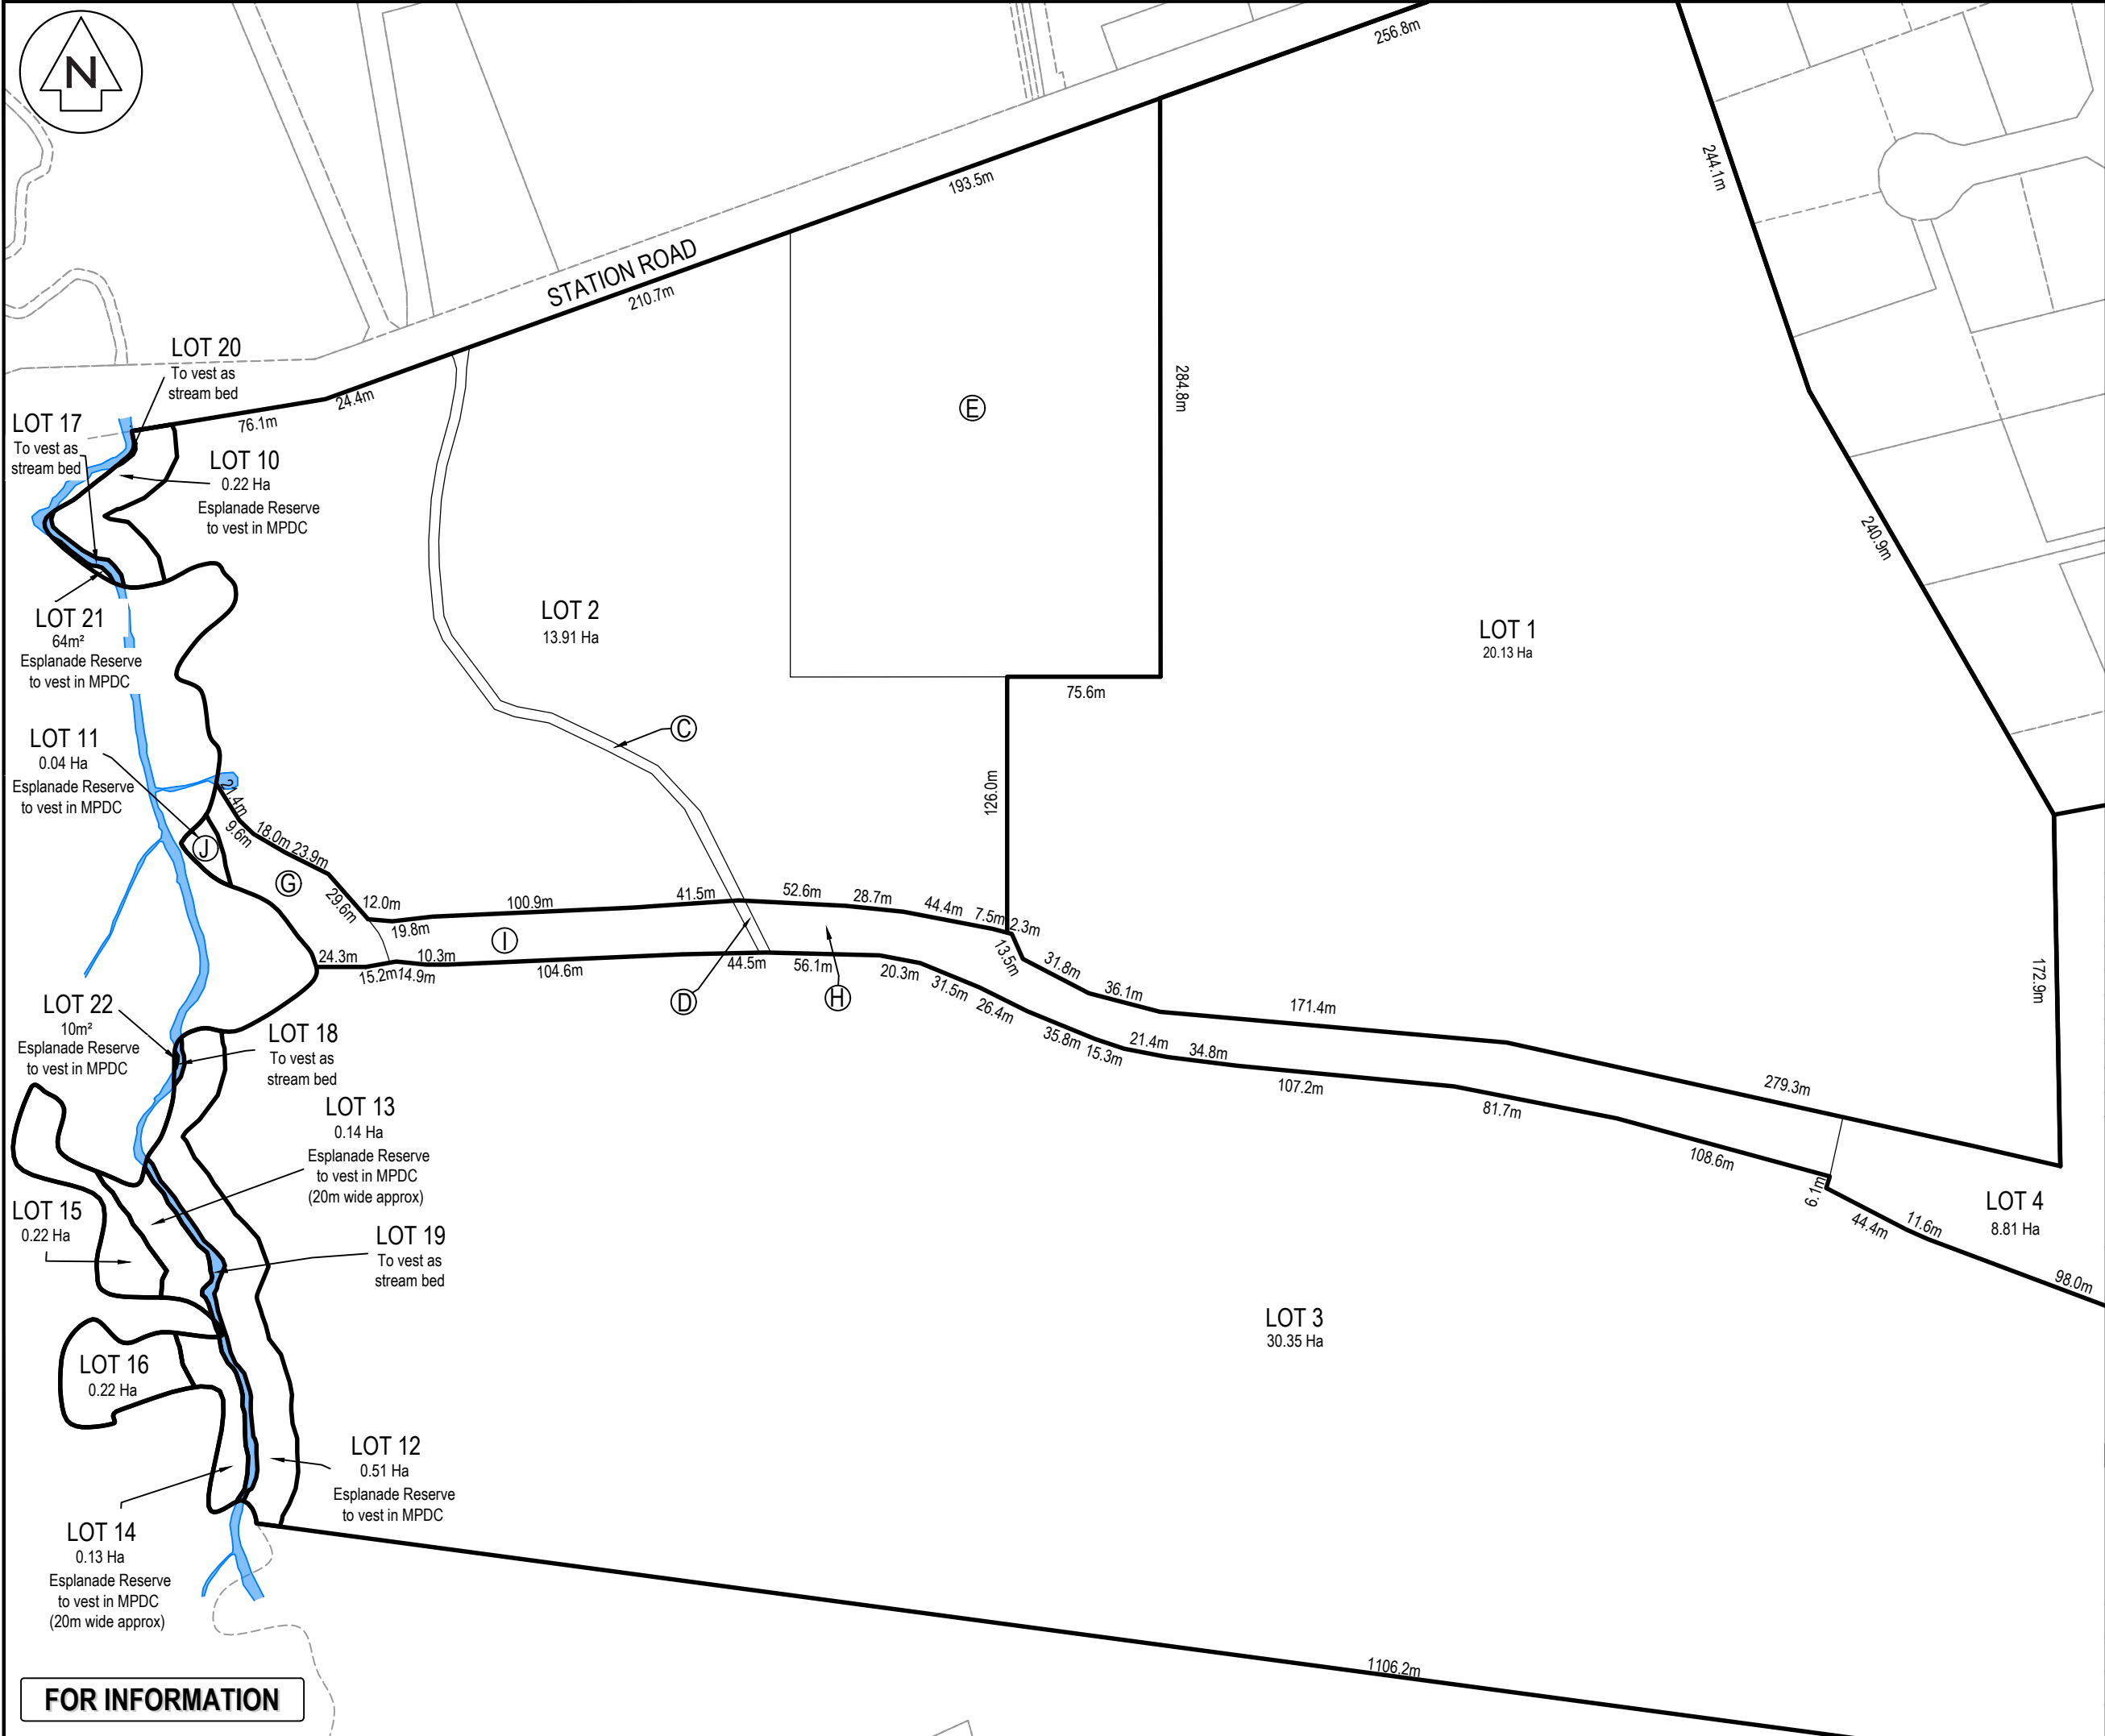 N
256.8m
193.5m
244.1m
STATION ROAD
210.7m
LOT 20
To vest as
stream bed
24.4m
76.1m
284.8m
E
LOT 17
To vest as
stream bed
LOT 10
0.22 Ha
Esplanade Reserve
to vest in MPDC
240.9m
LOT 21
64m²
Esplanade Reserve
to vest in MPDC
LOT 2
13.91 Ha
LOT 1
20.13 Ha
75.6m
C
LOT 11
0.04 Ha
Esplanade Reserve
to vest in MPDC
126.0m
9.6m
18.0m
23.9m
J
G
29.6m
12.0m
19.8m
100.9m
41.5m
52.6m
28.7m
44.4m
7.5m
2.3m
I
24.3m
15.2m
14.9m
10.3m
104.6m
44.5m
56.1m
20.3m
31.5m
26.4m
13.5m
31.8m
36.1m
171.4m
172.9m
D
H
35.8m
15.3m
21.4m
34.8m
107.2m
81.7m
279.3m
108.6m
6.1m
44.4m
11.6m
98.0m
LOT 4
8.81 Ha
LOT 22
10m²
Esplanade Reserve
to vest in MPDC
LOT 18
To vest as
stream bed
LOT 13
0.14 Ha
Esplanade Reserve
to vest in MPDC
(20m wide approx)
LOT 15
0.22 Ha
LOT 19
To vest as
stream bed
LOT 3
30.35 Ha
LOT 16
0.22 Ha
LOT 12
0.51 Ha
Esplanade Reserve
to vest in MPDC
LOT 14
0.13 Ha
Esplanade Reserve
to vest in MPDC
(20m wide approx)
1106.2m
FOR INFORMATION